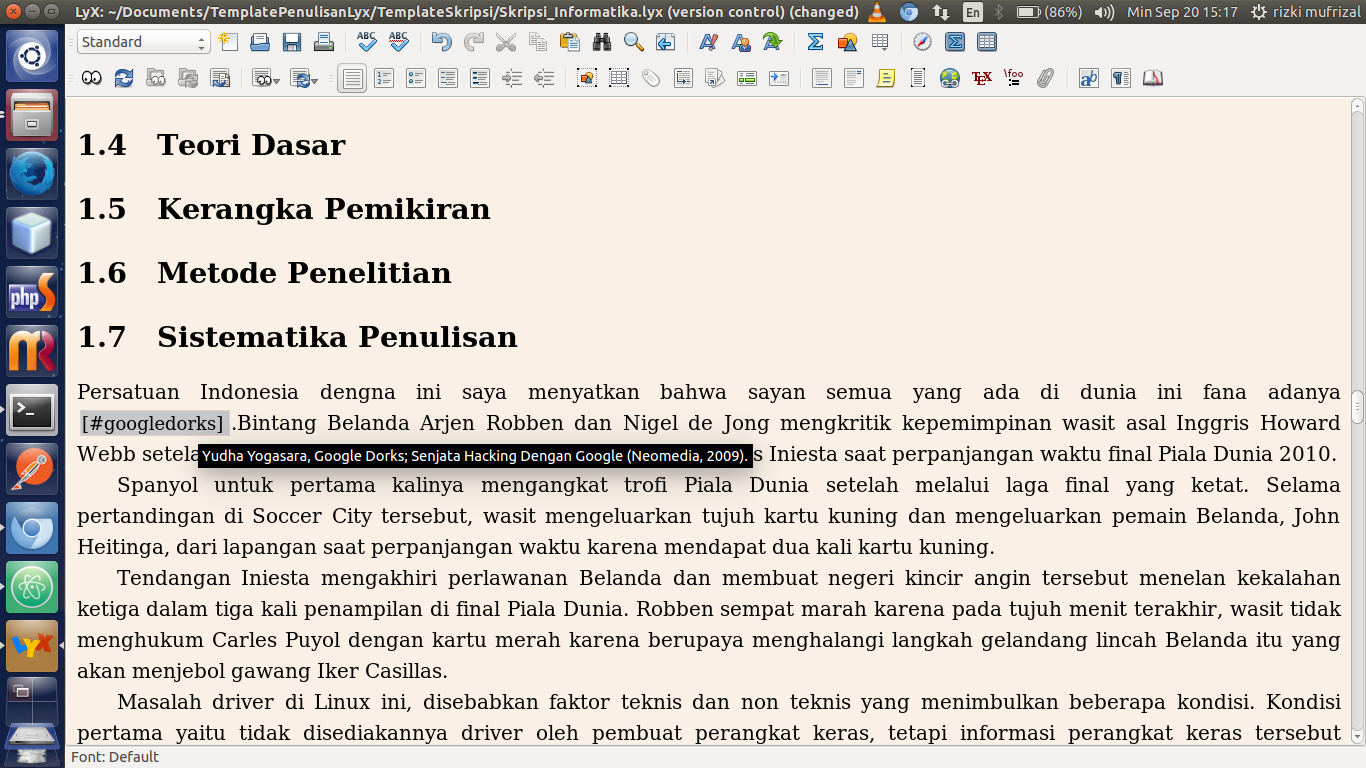 LyX: ~/Documents/TemplatePenulisanLyx/TemplateSkripsi/Skripsi_Informatika.lyx (version control) (changed) En (86%) Min Sep 20 15:17 rizki mufrizal
Standard
1.4 Teori Dasar
1.5 Kerangka Pemikiran
1.6 Metode Penelitian
1.7 Sistematika Penulisan
Persatuan Indonesia dengna ini saya menyatkan bahwa sayan semua yang ada di dunia ini fana adanya
[#googledorks] .Bintang Belanda Arjen Robben dan Nigel de Jong mengkritik kepemimpinan wasit asal Inggris Howard
Webb setela
Yudha Yogasara, Google Dorks; Senjata Hacking Dengan Google (Neomedia, 2009).
s Iniesta saat perpanjangan waktu final Piala Dunia 2010.
Spanyol untuk pertama kalinya mengangkat trofi Piala Dunia setelah melalui laga final yang ketat. Selama
pertandingan di Soccer City tersebut, wasit mengeluarkan tujuh kartu kuning dan mengeluarkan pemain Belanda, John
Heitinga, dari lapangan saat perpanjangan waktu karena mendapat dua kali kartu kuning.
Tendangan Iniesta mengakhiri perlawanan Belanda dan membuat negeri kincir angin tersebut menelan kekalahan
ketiga dalam tiga kali penampilan di final Piala Dunia. Robben sempat marah karena pada tujuh menit terakhir, wasit tidak
menghukum Carles Puyol dengan kartu merah karena berupaya menghalangi langkah gelandang lincah Belanda itu yang
akan menjebol gawang Iker Casillas.
Masalah driver di Linux ini, disebabkan faktor teknis dan non teknis yang menimbulkan beberapa kondisi. Kondisi
pertama yaitu tidak disediakannya driver oleh pembuat perangkat keras, tetapi informasi perangkat keras tersebut
Font: Default